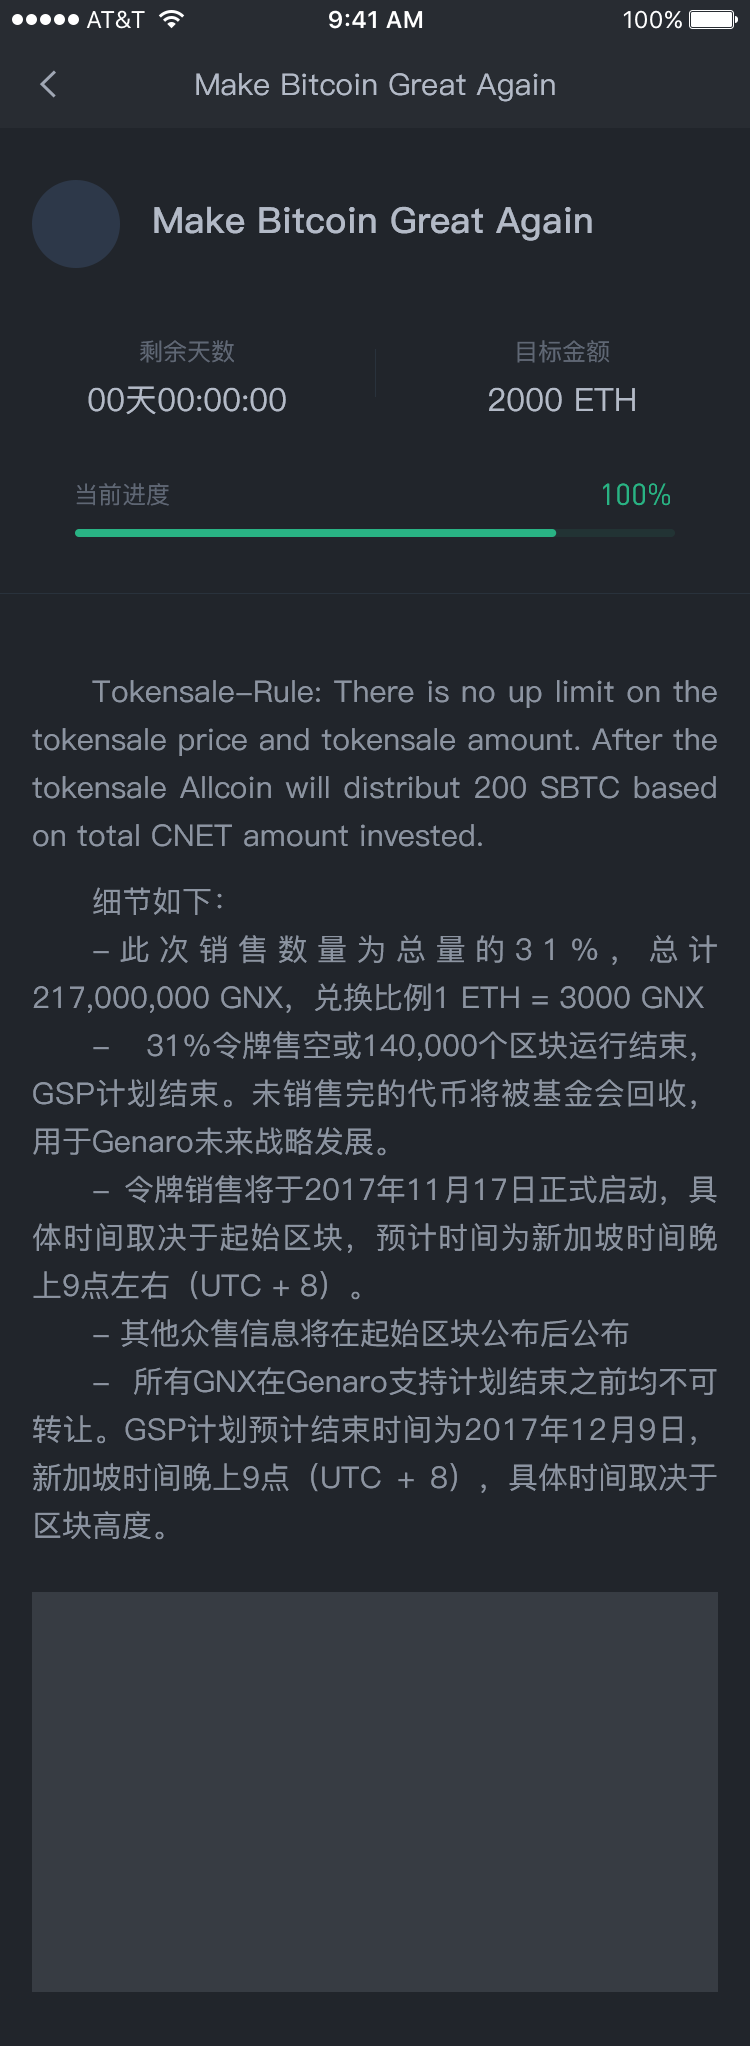 AT&T 9:41 AM 100%
Make Bitcoin Great Again
Make Bitcoin Great Again
剩余天数 目标金额
00天00:00:00 2000 ETH
当前进度 100%
Tokensale–Rule: There is no up limit on the
tokensale price and tokensale amount. After the
tokensale Allcoin will distribut 200 SBTC based
on total CNET amount invested.
细节如下：
– 此次销售数量为总量的31%，总计
217,000,000 GNX，兑换比例1 ETH = 3000 GNX
– 31%令牌售空或140,000个区块运行结束，
GSP计划结束。未销售完的代币将被基金会回收，
用于Genaro未来战略发展。
– 令牌销售将于2017年11月17日正式启动，具
体时间取决于起始区块，预计时间为新加坡时间晚
上9点左右（UTC + 8）。
– 其他众售信息将在起始区块公布后公布
– 所有GNX在Genaro支持计划结束之前均不可
转让。GSP计划预计结束时间为2017年12月9日，
新加坡时间晚上9点（UTC + 8），具体时间取决于
区块高度。